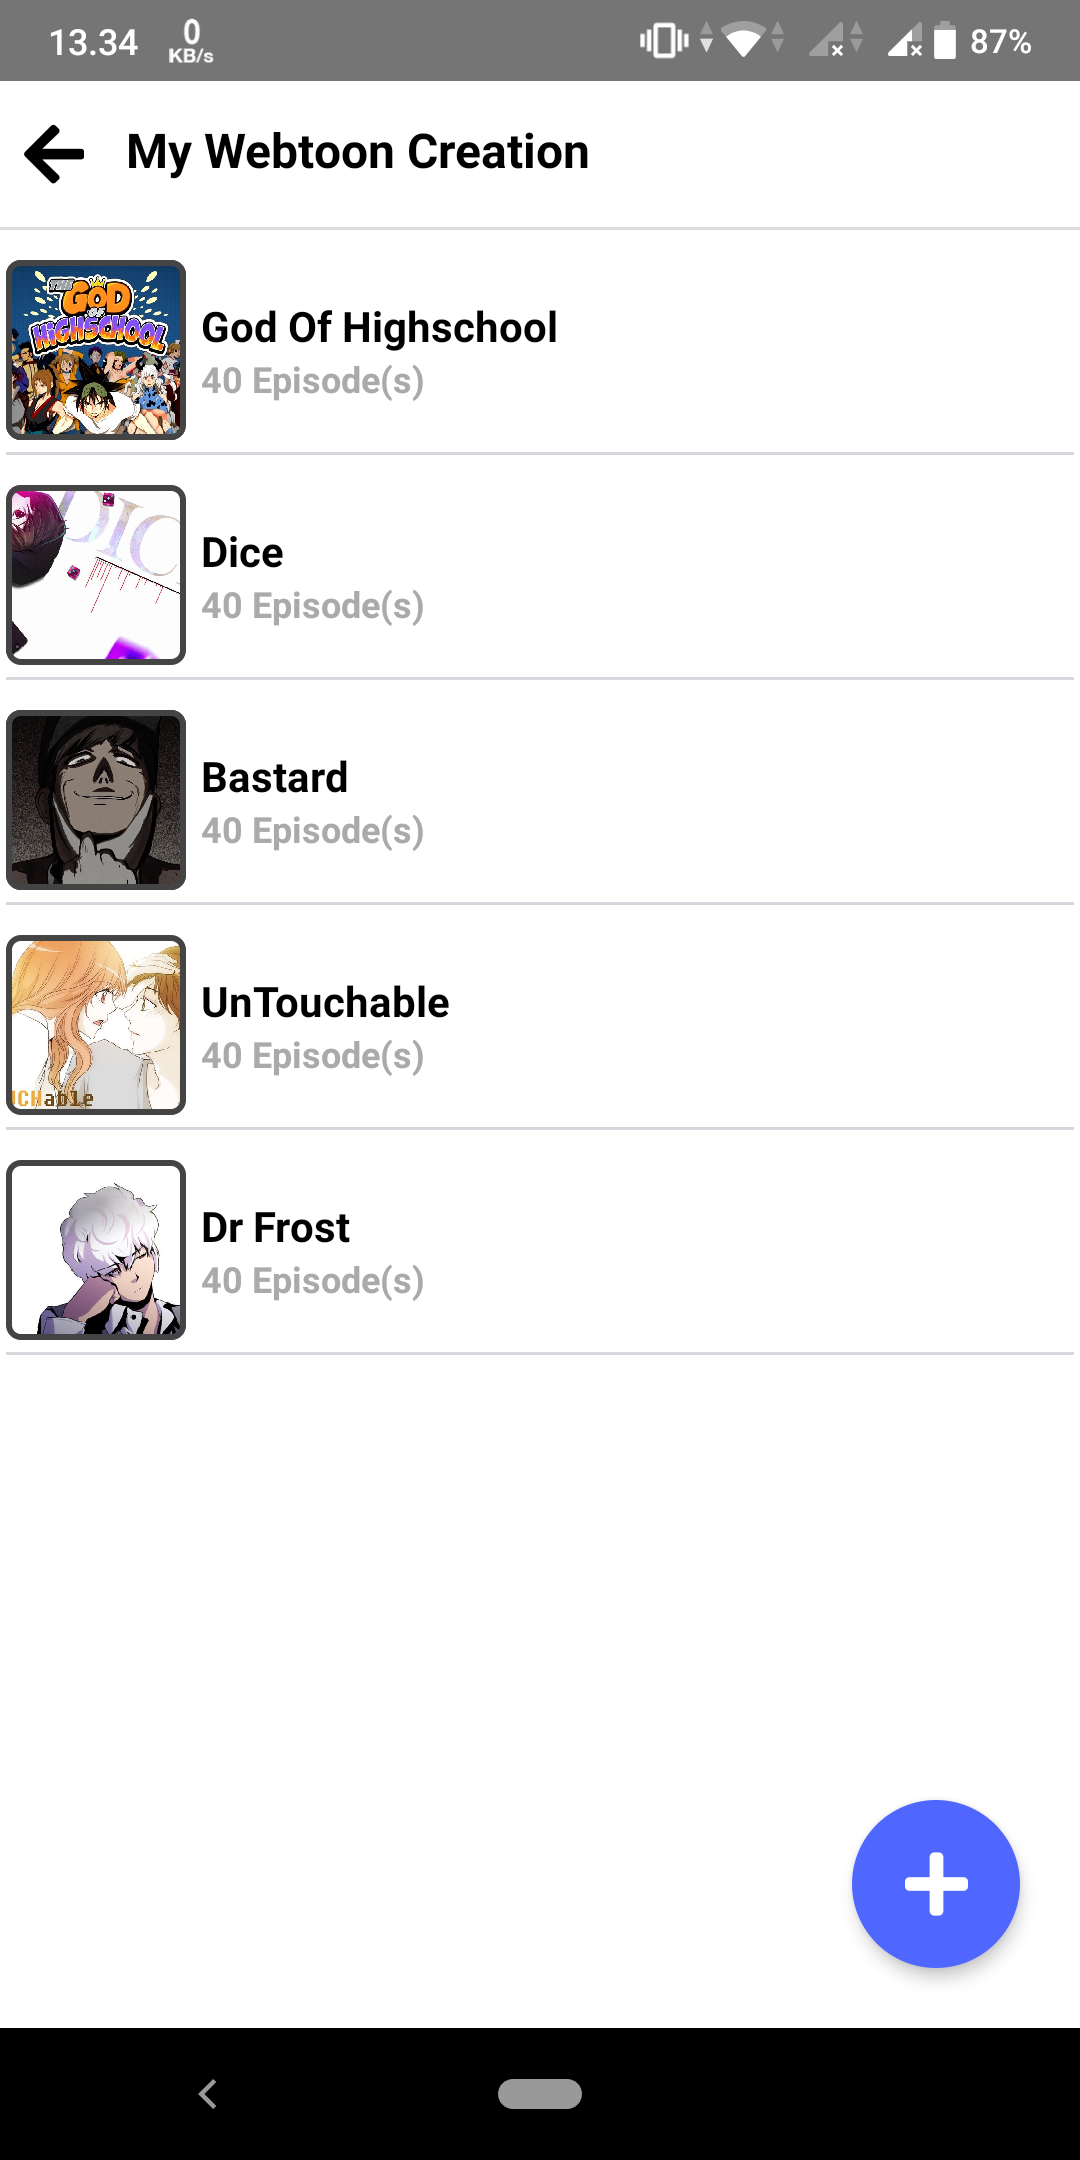 13.34
0
KB/s
87%
My Webtoon Creation
THE
GOD
OF
HIGHSCHOOL
God Of Highschool
40 Episode(s)
DIC
Dice
40 Episode(s)
Bastard
40 Episode(s)
UCHable
UnTouchable
40 Episode(s)
Dr Frost
40 Episode(s)